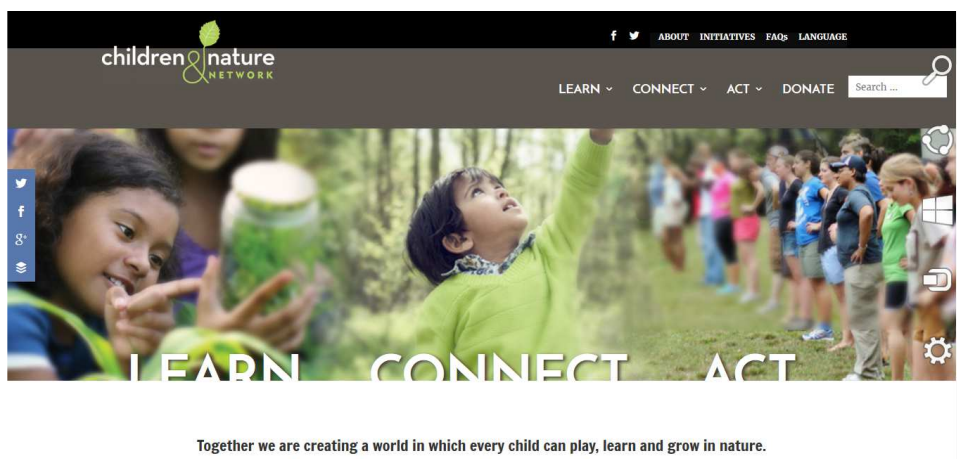 ABOUT INITIATIVES FAQs LANGUAGE
children & nature
NETWORK
LEARN CONNECT ACT DONATE Search ...
LEARN CONNECT ACT
Together we are creating a world in which every child can play, learn and grow in nature.